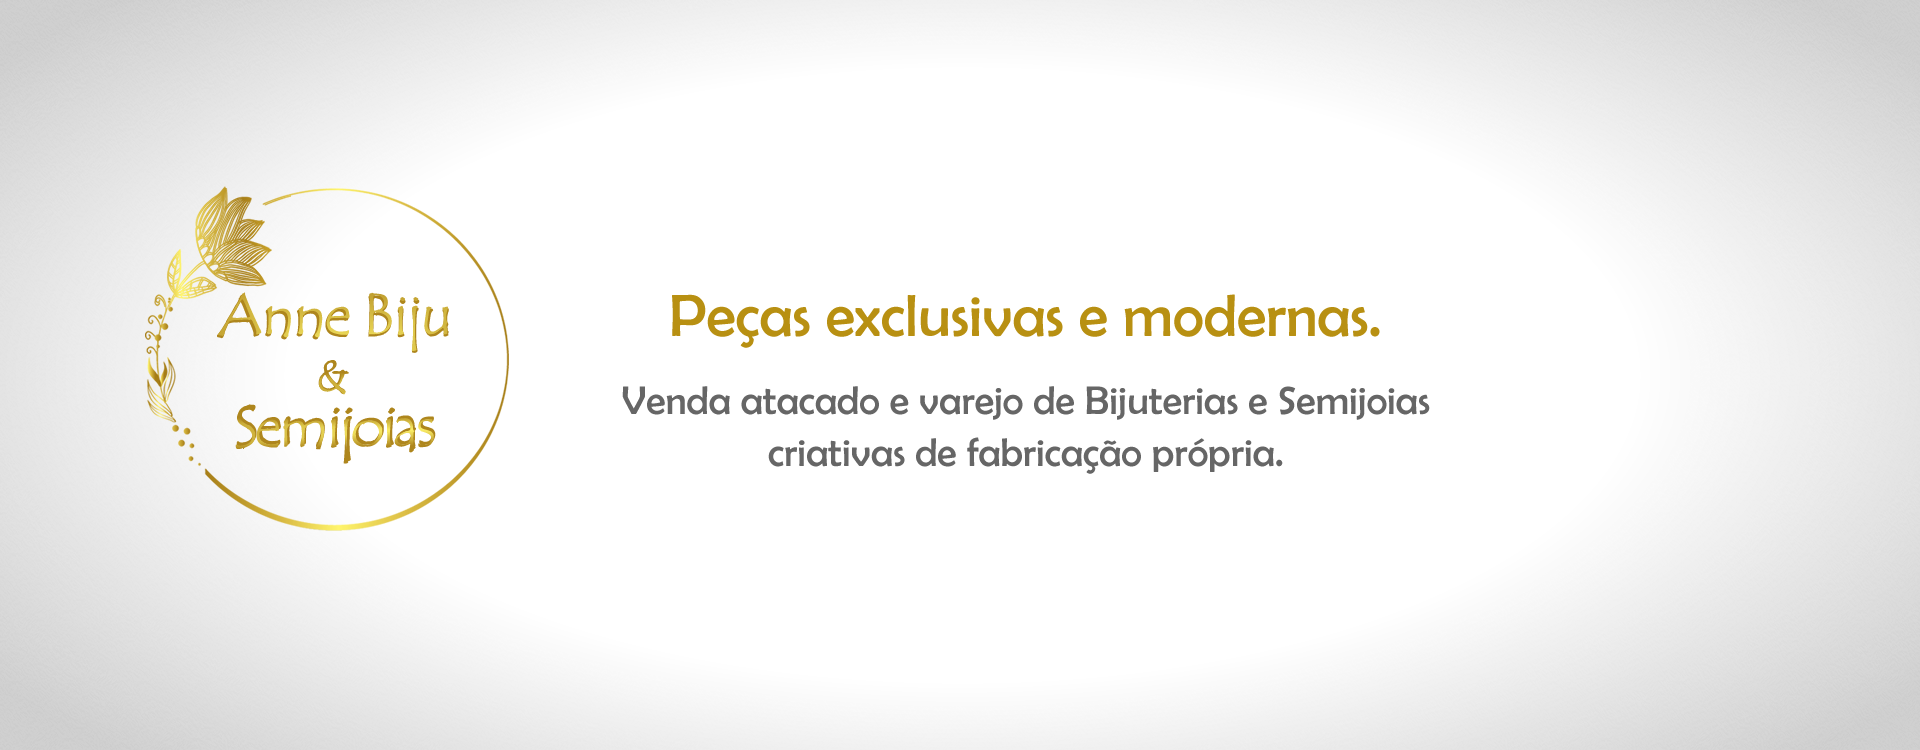 Anne Biju
&
Semijoias
Peças exclusivas e modernas.
Venda atacado e varejo de Bijuterias e Semijoias
criativas de fabricação própria.